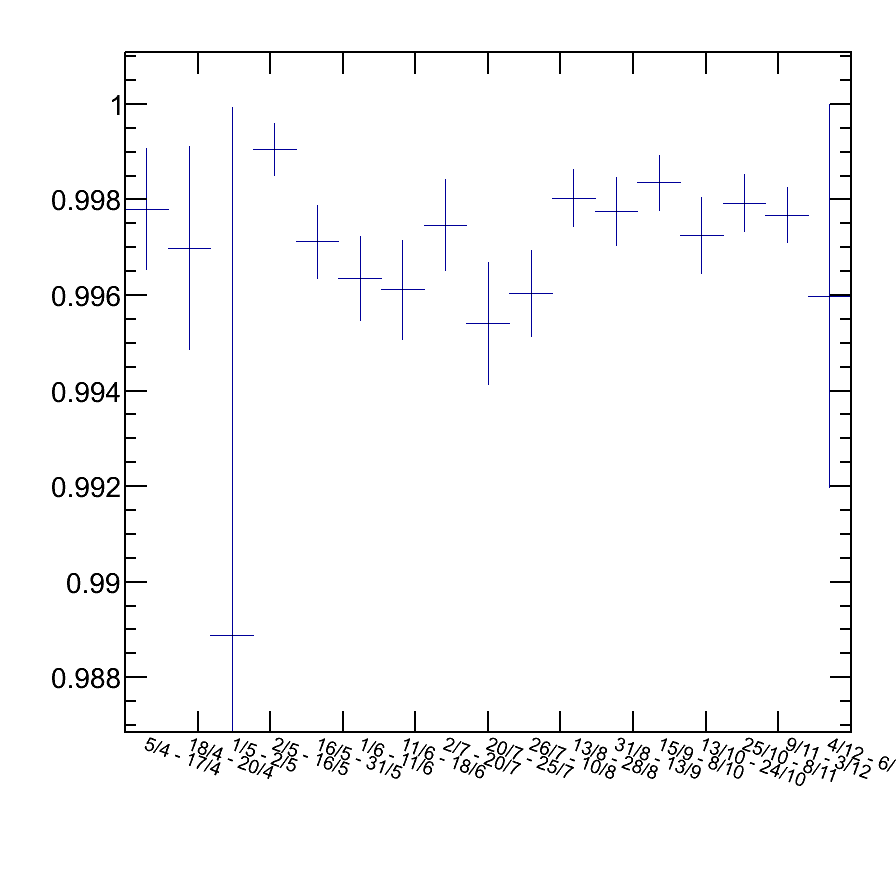 1
0.998
0.996
0.994
0.992
0.99
0.988
5/4 - 17/4
18/4 - 20/4
1/5 - 2/5
2/5 - 16/5
16/5 - 31/5
1/6 - 11/6
11/6 - 18/6
2/7 - 20/7
20/7 - 25/7
26/7 - 10/8
13/8 - 28/8
31/8 - 13/9
15/9 - 8/10
13/10 - 24/10
25/10 - 8/11
9/11 - 3/12
4/12 - 6/